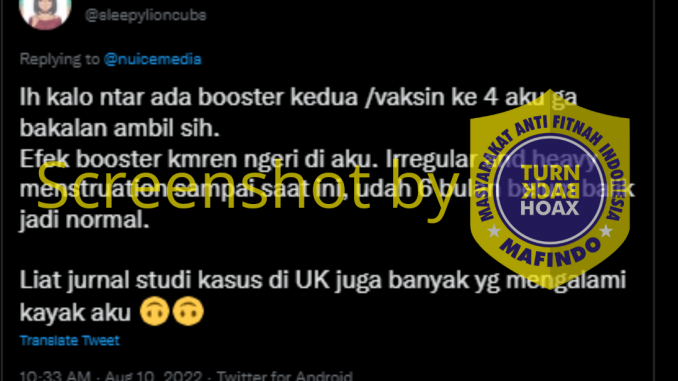 @sleepylioncubs
Replying to @nuicemedia
Ih kalo ntar ada booster kedua /vaksin ke 4 aku ga
bakalan ambil sih.
Efek booster kmren ngeri di aku. Irregular and heavy
menstruation sampai saat ini, udah 6 bulan
jadi normal.
Liat jurnal studi kasus di UK juga banyak yg mengalami
kayak aku 🙃🙃
Translate Tweet
10:33 AM · Aug 10, 2022 · Twitter for Android
Screenshot by
MASYARAKAT ANTI FITNAH INDONESIA
TURN
BACK
HOAX
MAFINDO